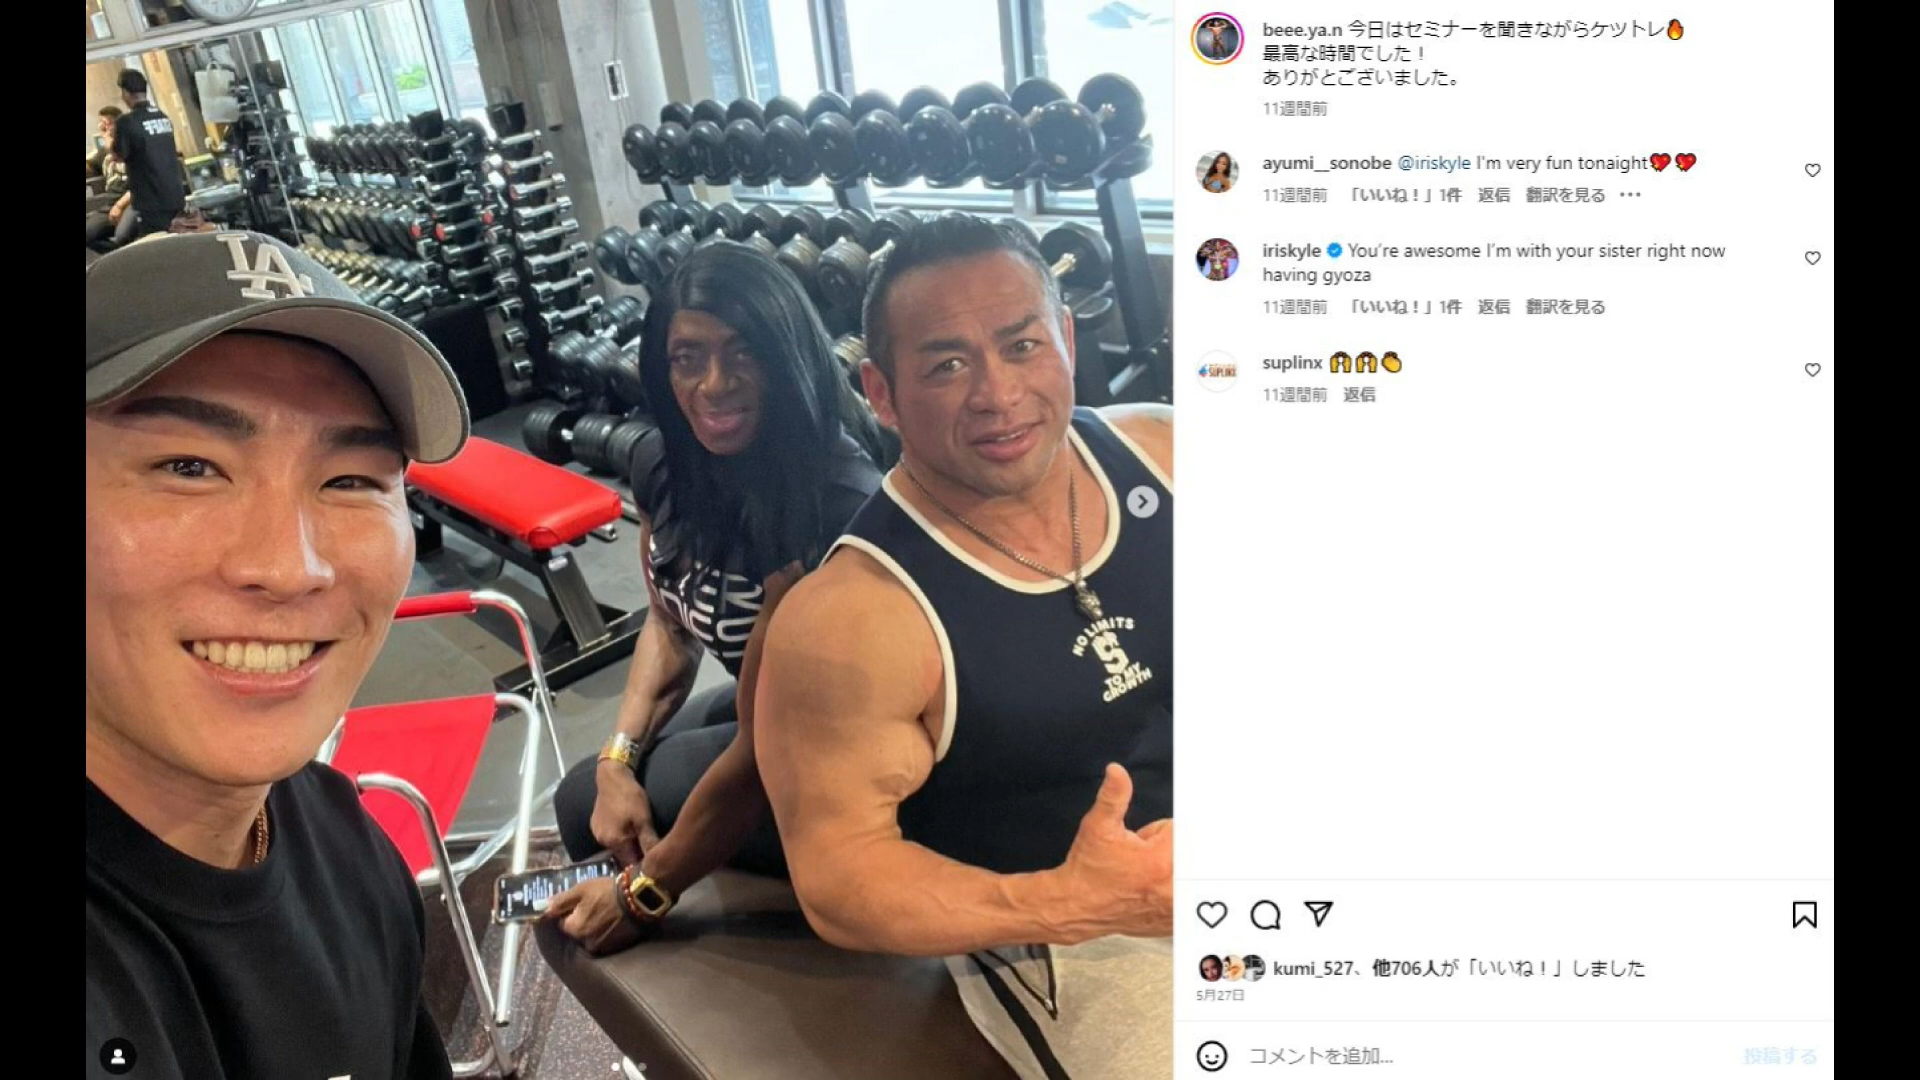 beee.ya.n 今日はセミナーを聞きながらケツトレ🔥
最高な時間でした！
ありがとございました。
11週間前
ayumi__sonobe @iriskyle I'm very fun tonaight💖💖
11週間前 「いいね！」1件 返信 翻訳を見る •••
iriskyle You're awesome I'm with your sister right now
having gyoza
11週間前 「いいね！」1件 返信 翻訳を見る
SUPLINX
suplinx 🙌🙌👏
11週間前 返信
LA
NO LIMITS
5
TO MY
GROWTH
kumi_527、他706人が「いいね！」しました
5月27日
コメントを追加...
投稿する